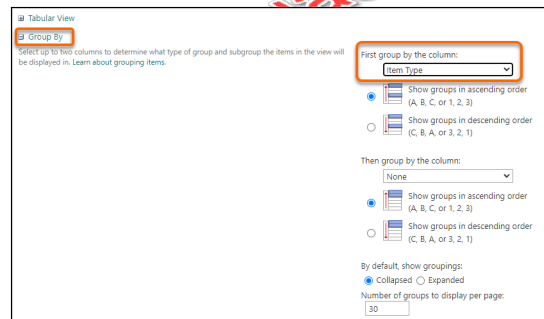 Tabular View
Group By
Select up to two columns to determine what type of group and subgroup the items in the view will
be displayed in. Learn about grouping items.
First group by the column:
Item Type
Show groups in ascending order
(A, B, C, or 1, 2, 3)
Show groups in descending order
(C, B, A, or 3, 2, 1)
Then group by the column:
None
Show groups in ascending order
(A, B, C, or 1, 2, 3)
Show groups in descending order
(C, B, A, or 3, 2, 1)
By default, show groupings:
Collapsed Expanded
Number of groups to display per page:
30